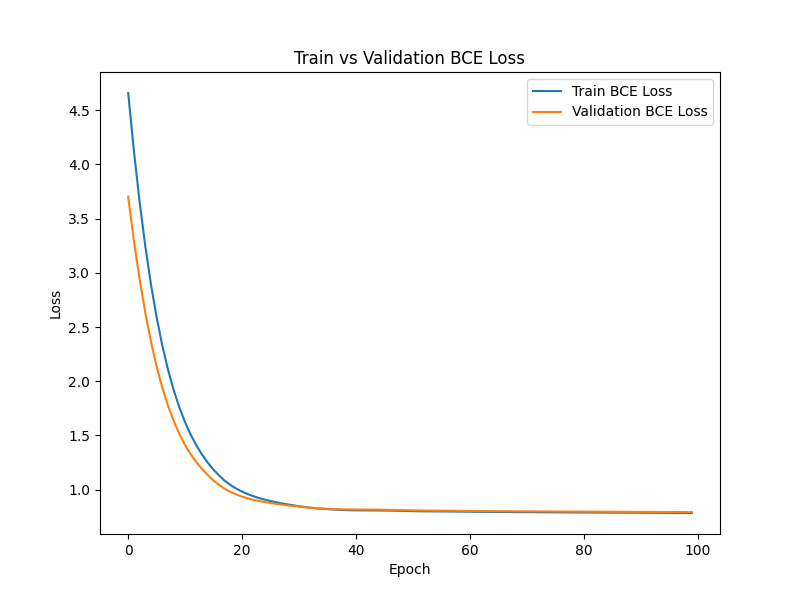 Train vs Validation BCE Loss
Train BCE Loss
Validation BCE Loss
4.5
4.0
3.5
3.0
2.5
2.0
1.5
1.0
Loss
0 20 40 60 80 100
Epoch